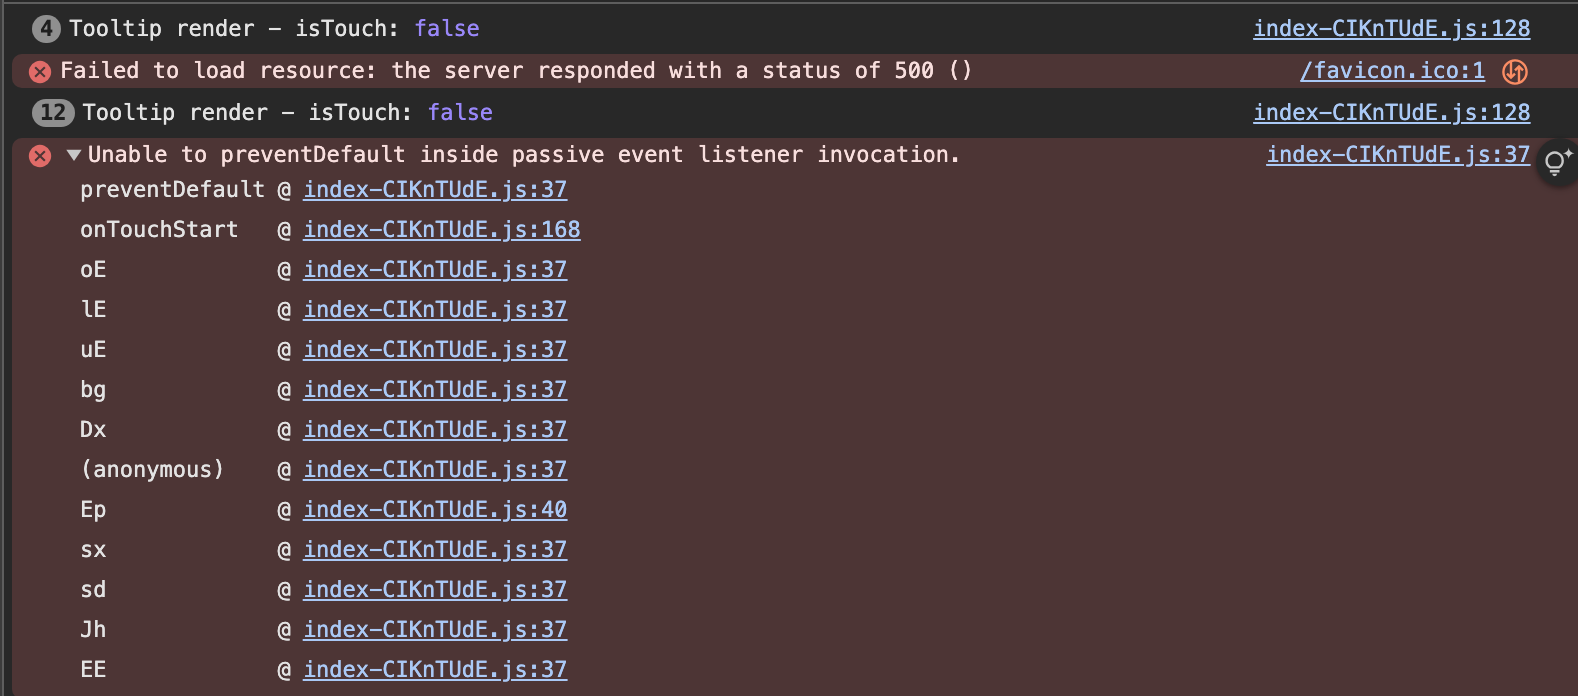 4 Tooltip render – isTouch: false index-CIKnTUdE.js:128
Failed to load resource: the server responded with a status of 500 () /favicon.ico:1
12 Tooltip render – isTouch: false index-CIKnTUdE.js:128
Unable to preventDefault inside passive event listener invocation. index-CIKnTUdE.js:37
preventDefault @ index-CIKnTUdE.js:37
onTouchStart @ index-CIKnTUdE.js:168
oE @ index-CIKnTUdE.js:37
lE @ index-CIKnTUdE.js:37
uE @ index-CIKnTUdE.js:37
bg @ index-CIKnTUdE.js:37
Dx @ index-CIKnTUdE.js:37
(anonymous) @ index-CIKnTUdE.js:37
Ep @ index-CIKnTUdE.js:40
sx @ index-CIKnTUdE.js:37
sd @ index-CIKnTUdE.js:37
Jh @ index-CIKnTUdE.js:37
EE @ index-CIKnTUdE.js:37